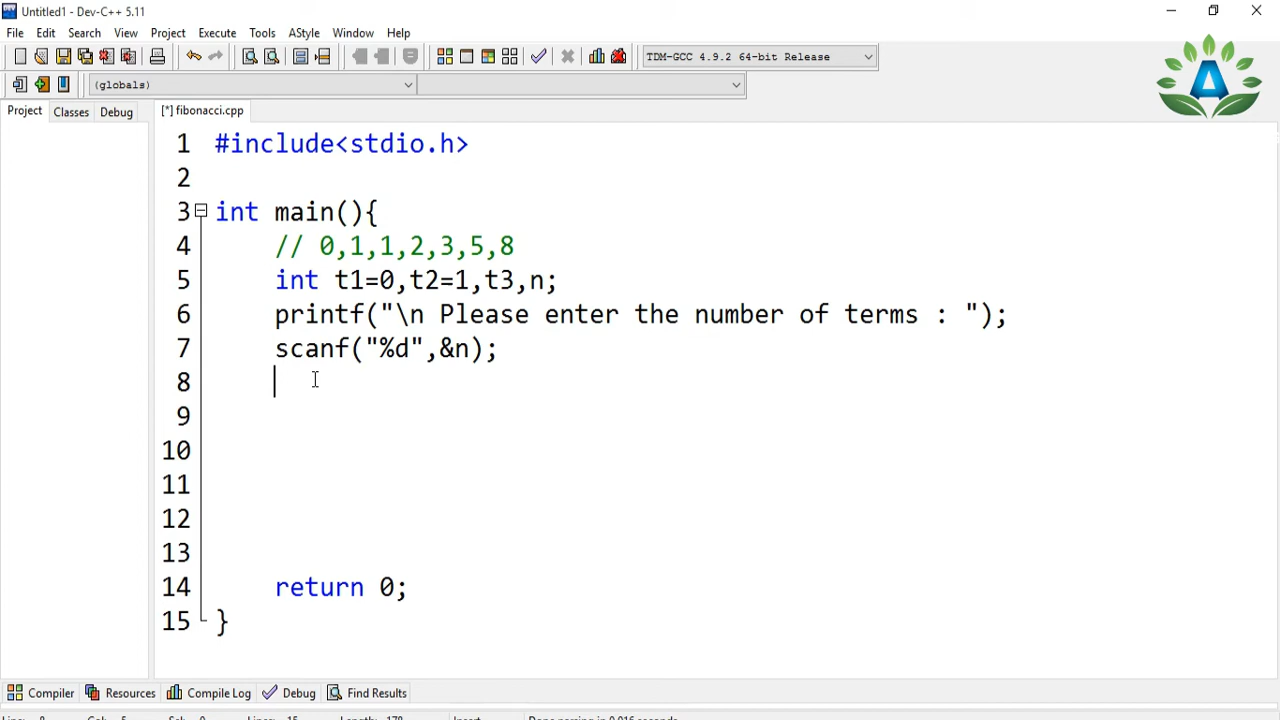 Untitled1 - Dev-C++ 5.11
File Edit Search View Project Execute Tools AStyle Window Help
TDM-GCC 4.9.2 64-bit Release
(globals)
Project Classes Debug [*] fibonacci.cpp
1 #include<stdio.h>
2
3 int main(){
4 // 0,1,1,2,3,5,8
5 int t1=0,t2=1,t3,n;
6 printf("\n Please enter the number of terms : ");
7 scanf("%d",&n);
8
9
10
11
12
13
14 return 0;
15 }
Compiler Resources Compile Log Debug Find Results